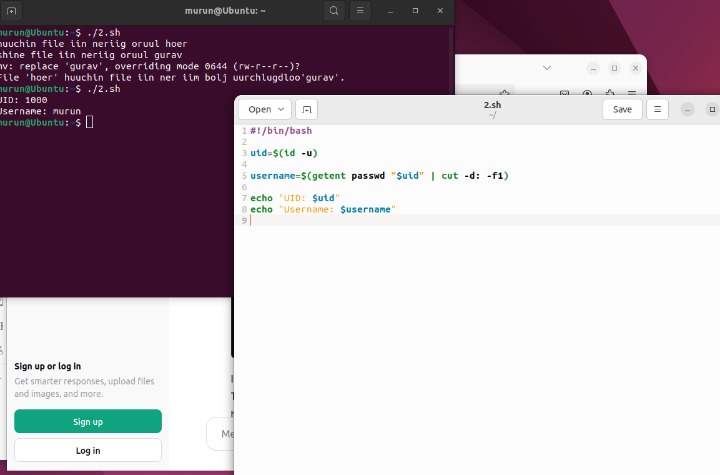 murun@Ubuntu: ~
murun@Ubuntu:~$ ./2.sh
huuchin file iin neriig oruul hoer
shine file iin neriig oruul gurav
mv: replace 'gurav', overriding mode 0644 (rw-r--r--)?
File 'hoer' huuchin file iin ner iim bolj uurchlugdloo'gurav'.
murun@Ubuntu:~$ ./2.sh
UID: 1000
Username: murun
murun@Ubuntu:~$
Open
2.sh
~/
Save
1 #!/bin/bash
2
3 uid=$(id -u)
4
5 username=$(getent passwd "$uid" | cut -d: -f1)
6
7 echo "UID: $uid"
8 echo "Username: $username"
9
Sign up or log in
Get smarter responses, upload files
and images, and more.
Sign up
Log in